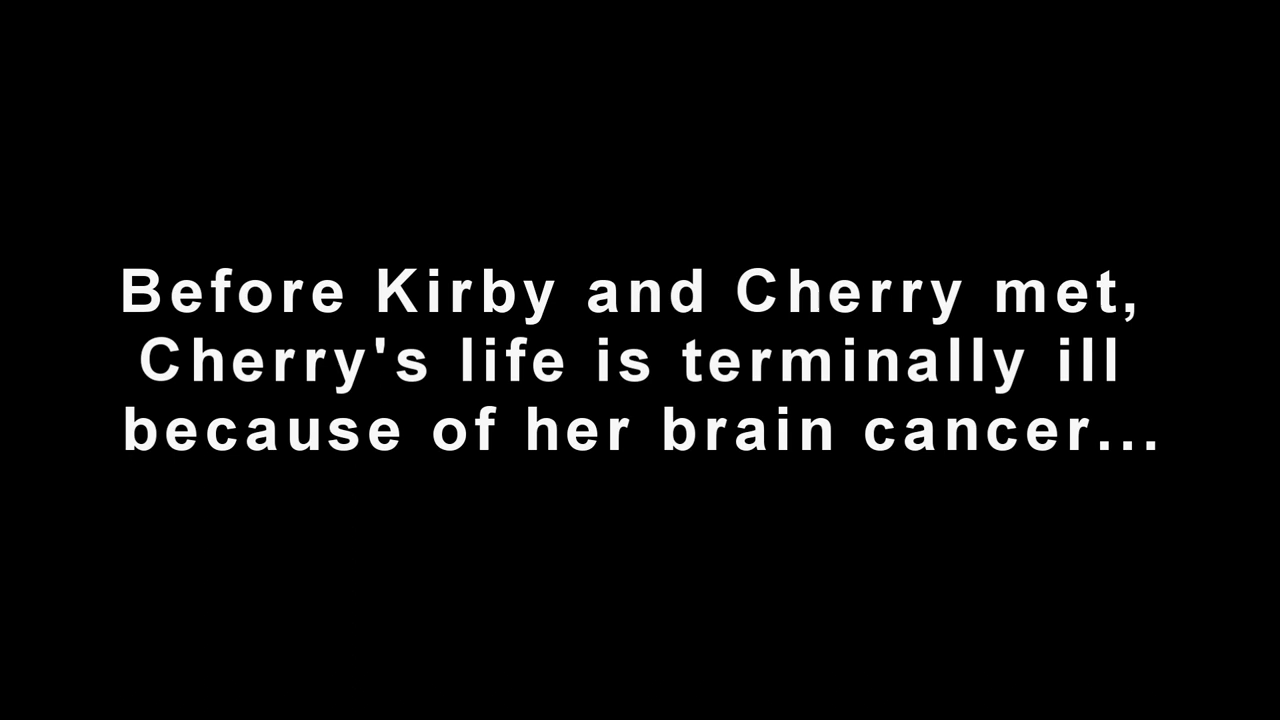 Before Kirby and Cherry met,
Cherry's life is terminally ill
because of her brain cancer...